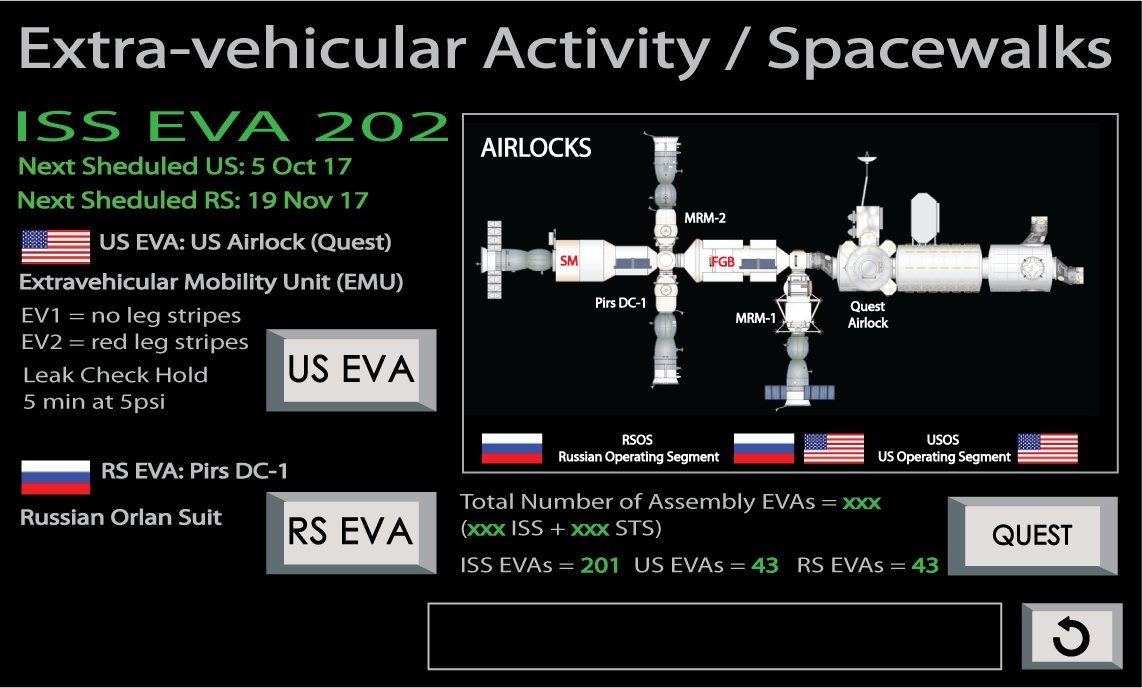 Extra-vehicular Activity / Spacewalks
ISS EVA 202
Next Sheduled US: 5 Oct 17
Next Sheduled RS: 19 Nov 17
US EVA: US Airlock (Quest)
Extravehicular Mobility Unit (EMU)
EV1 = no leg stripes
EV2 = red leg stripes
Leak Check Hold
5 min at 5psi
US EVA
RS EVA: Pirs DC-1
Russian Orlan Suit
RS EVA
AIRLOCKS
MRM-2
SM
FGB
Pirs DC-1
MRM-1
Quest
Airlock
RSOS
Russian Operating Segment
USOS
US Operating Segment
Total Number of Assembly EVAs = xxx
(xxx ISS + xxx STS)
ISS EVAs = 201 US EVAs = 43 RS EVAs = 43
QUEST